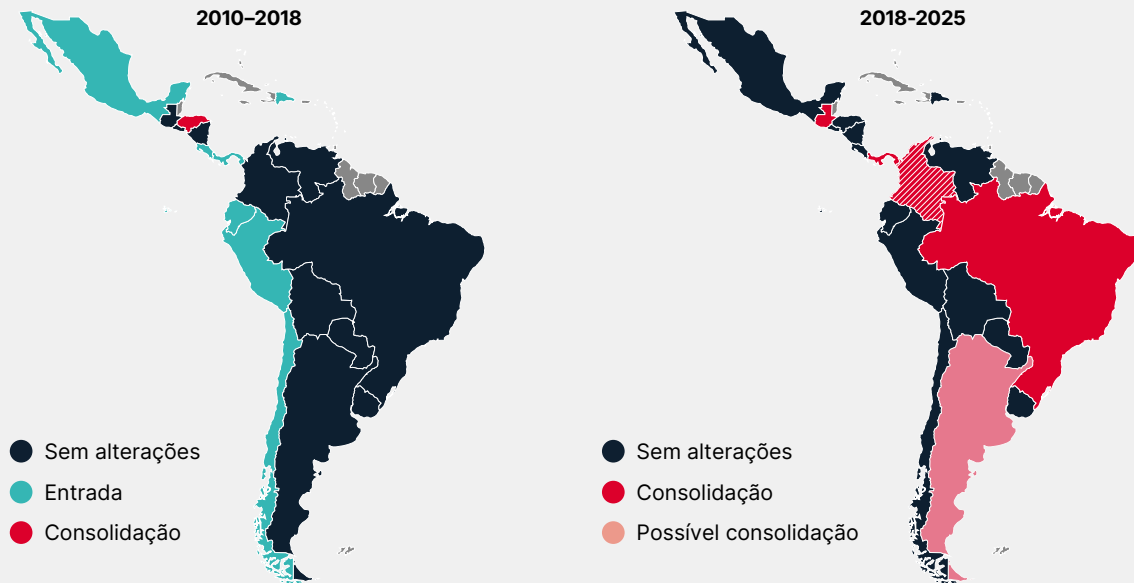 2010–2018
Sem alterações
Entrada
Consolidação
2018-2025
Sem alterações
Consolidação
Possível consolidação